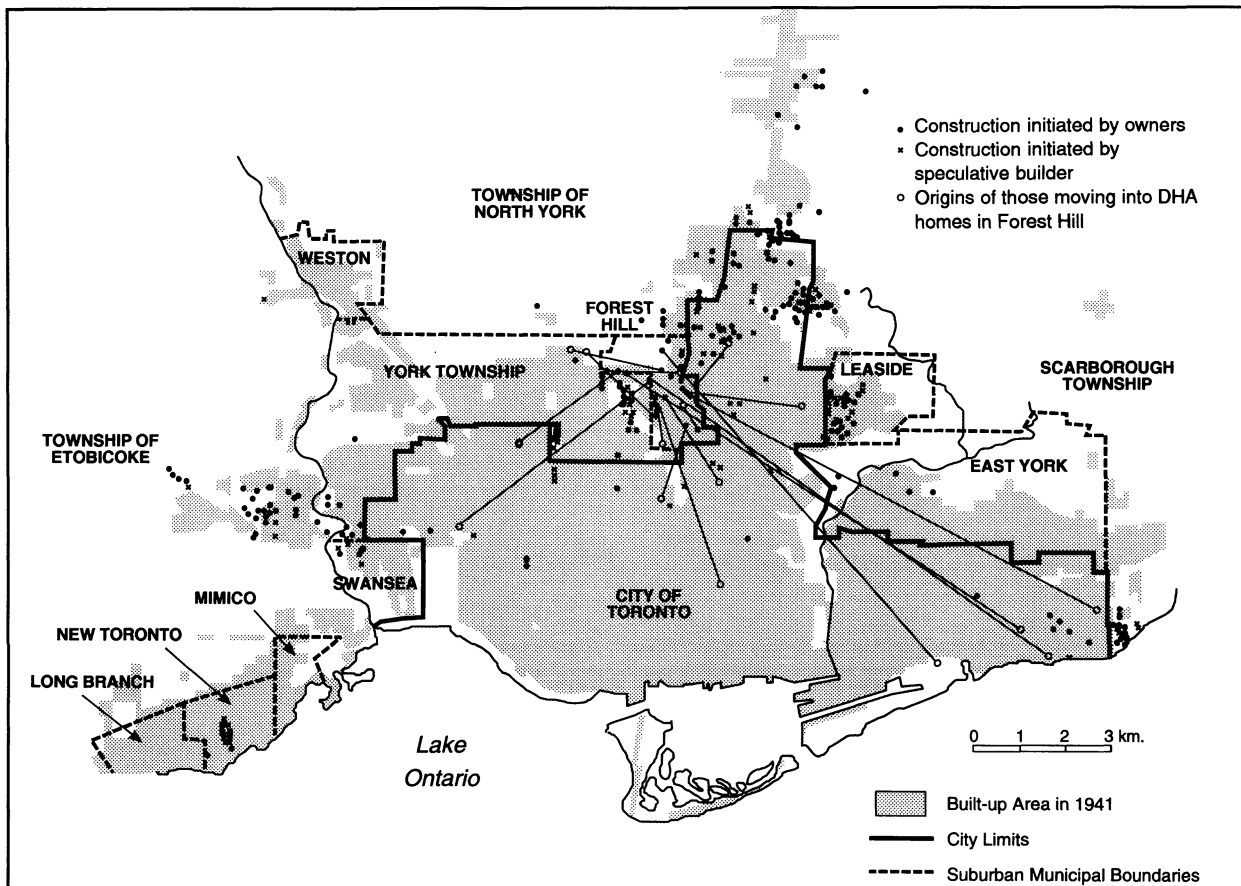 Construction initiated by owners
Construction initiated by
speculative builder
Origins of those moving into DHA
homes in Forest Hill
TOWNSHIP OF
NORTH YORK
WESTON
FOREST
HILL
YORK TOWNSHIP
LEASIDE
SCARBOROUGH
TOWNSHIP
TOWNSHIP OF
ETOBICOKE
EAST YORK
SWANSEA
CITY OF
TORONTO
MIMICO
NEW TORONTO
LONG BRANCH
Lake
Ontario
0 1 2 3 km.
Built-up Area in 1941
City Limits
Suburban Municipal Boundaries